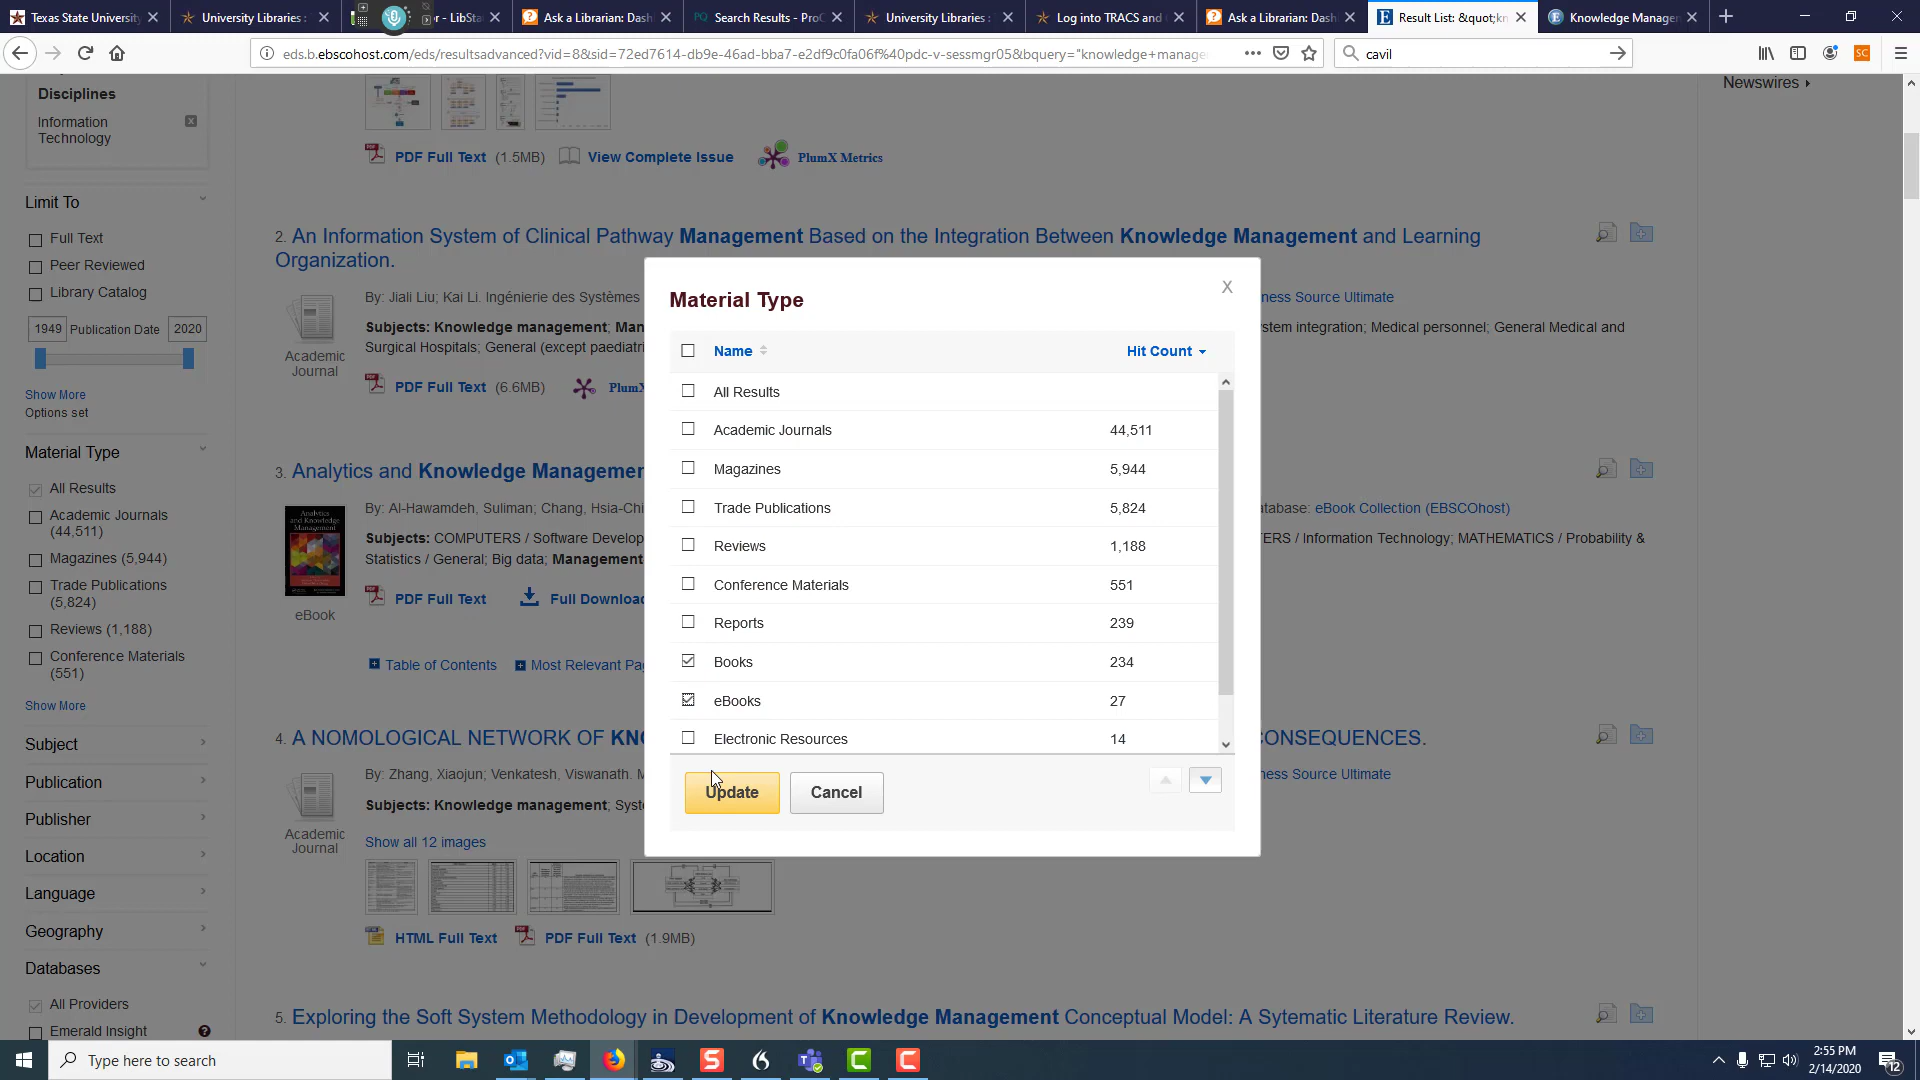 Texas State University
University Libraries :
r - LibSta
Ask a Librarian: Dash
Search Results - ProQ
University Libraries :
Log into TRACS and
Ask a Librarian: Dash
Result List: &quot;kn
Knowledge Managem
eds.b.ebscohost.com/eds/resultsadvanced?vid=8&sid=72ed7614-db9e-46ad-bba7-e2df9c0fa06f%40pdc-v-sessmgr05&bquery="knowledge+manage
cavil
Disciplines
Information
Technology
Limit To
Full Text
Peer Reviewed
Library Catalog
1949 Publication Date 2020
Show More
Options set
Material Type
All Results
Academic Journals
(44,511)
Magazines (5,944)
Trade Publications
(5,824)
Reviews (1,188)
Conference Materials
(551)
Show More
Subject
Publication
Publisher
Location
Language
Geography
Databases
All Providers
Emerald Insight
PDF Full Text (1.5MB) View Complete Issue PlumX Metrics
Newswires
2. An Information System of Clinical Pathway Management Based on the Integration Between Knowledge Management and Learning
Organization.
By: Jiali Liu; Kai Li. Ingénierie des Systèmes
ness Source Ultimate
Subjects: Knowledge management; Man
stem integration; Medical personnel; General Medical and
Surgical Hospitals; General (except paediatri
Academic
Journal
PDF Full Text (6.6MB) PlumX
3. Analytics and Knowledge Managemen
By: Al-Hawamdeh, Suliman; Chang, Hsia-Chi
tabase: eBook Collection (EBSCOhost)
Subjects: COMPUTERS / Software Develop
TERS / Information Technology; MATHEMATICS / Probability &
Statistics / General; Big data; Management
Analytics
and Knowledge
Management
eBook
PDF Full Text Full Download
Table of Contents Most Relevant Pag
4. A NOMOLOGICAL NETWORK OF KNO
CONSEQUENCES.
By: Zhang, Xiaojun; Venkatesh, Viswanath. M
ness Source Ultimate
Subjects: Knowledge management; Syst
Academic
Journal
Show all 12 images
HTML Full Text PDF Full Text (1.9MB)
5. Exploring the Soft System Methodology in Development of Knowledge Management Conceptual Model: A Sytematic Literature Review.
Material Type
X
Name Hit Count
All Results
Academic Journals 44,511
Magazines 5,944
Trade Publications 5,824
Reviews 1,188
Conference Materials 551
Reports 239
Books 234
eBooks 27
Electronic Resources 14
Update Cancel
Type here to search
2:55 PM
2/14/2020
12